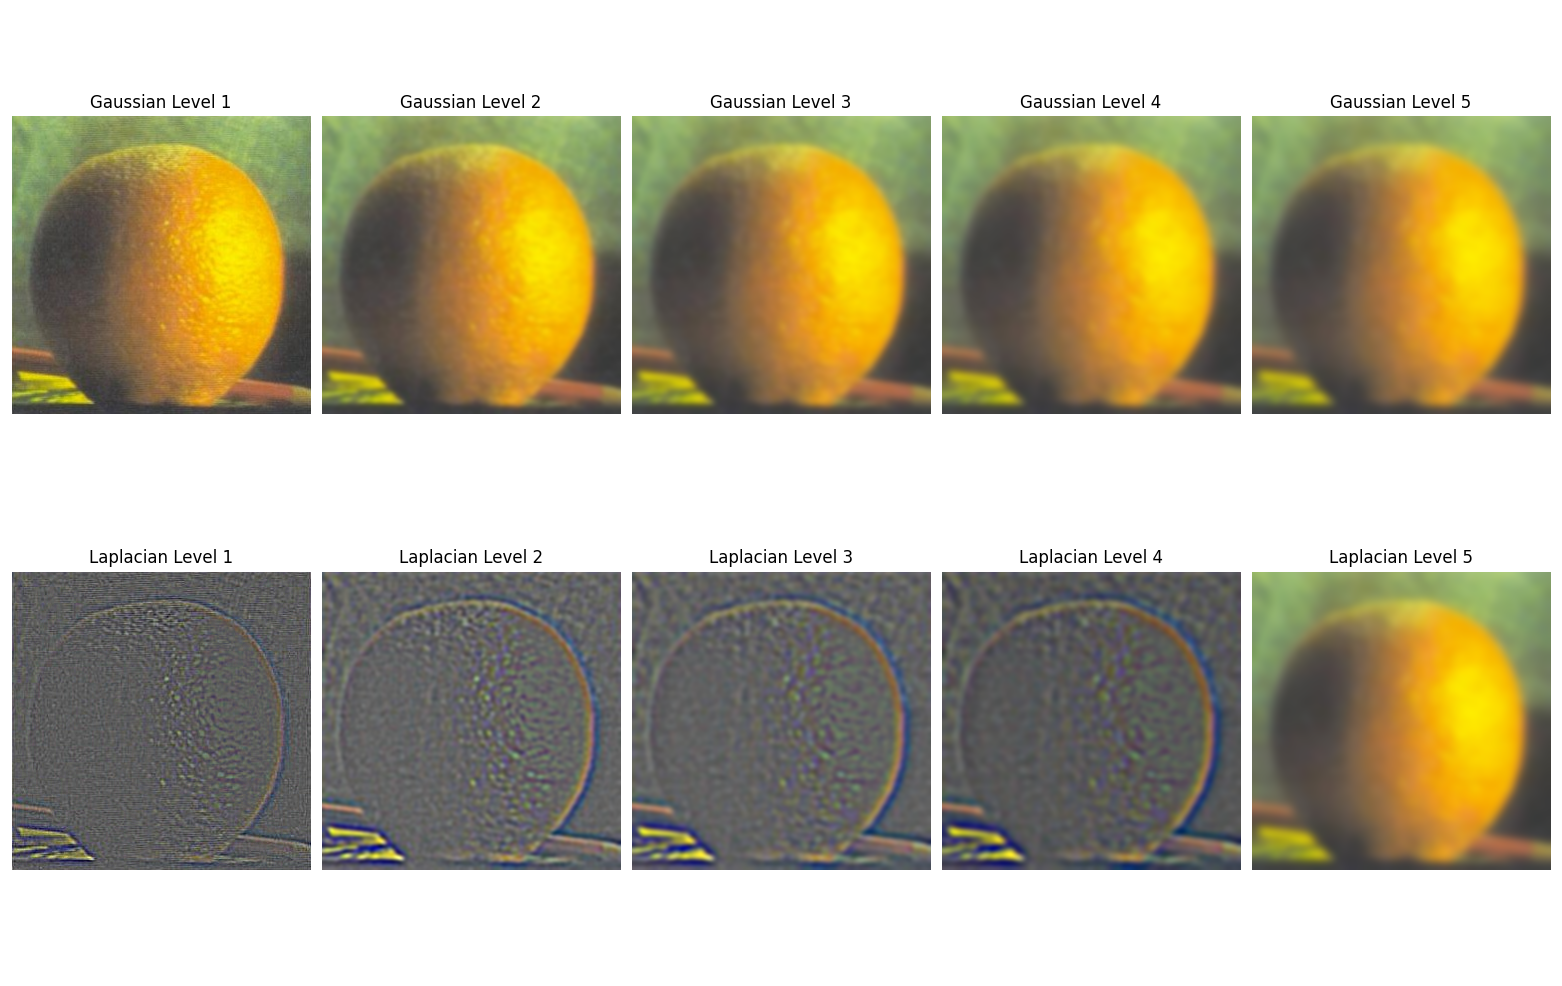 Gaussian Level 1
Gaussian Level 2
Gaussian Level 3
Gaussian Level 4
Gaussian Level 5
Laplacian Level 1
Laplacian Level 2
Laplacian Level 3
Laplacian Level 4
Laplacian Level 5